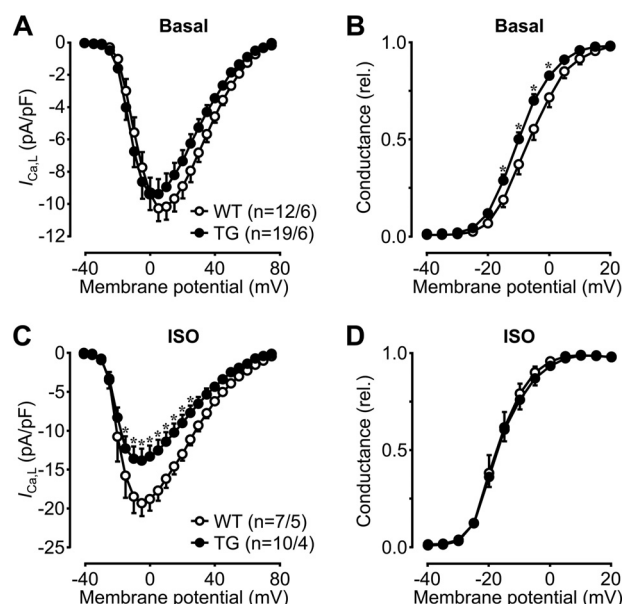 A
Basal
I_Ca,L (pA/pF)
0
-2
-4
-6
-8
-10
-12
WT (n=12/6)
TG (n=19/6)
-40 0 40 80
Membrane potential (mV)
B
Basal
Conductance (rel.)
1.0
0.5
0.0
* * * *
-40 -20 0 20
Membrane potential (mV)
C
ISO
I_Ca,L (pA/pF)
0
-5
-10
-15
-20
-25
* * * * * * * * *
WT (n=7/5)
TG (n=10/4)
-40 0 40 80
Membrane potential (mV)
D
ISO
Conductance (rel.)
1.0
0.5
0.0
-40 -20 0 20
Membrane potential (mV)